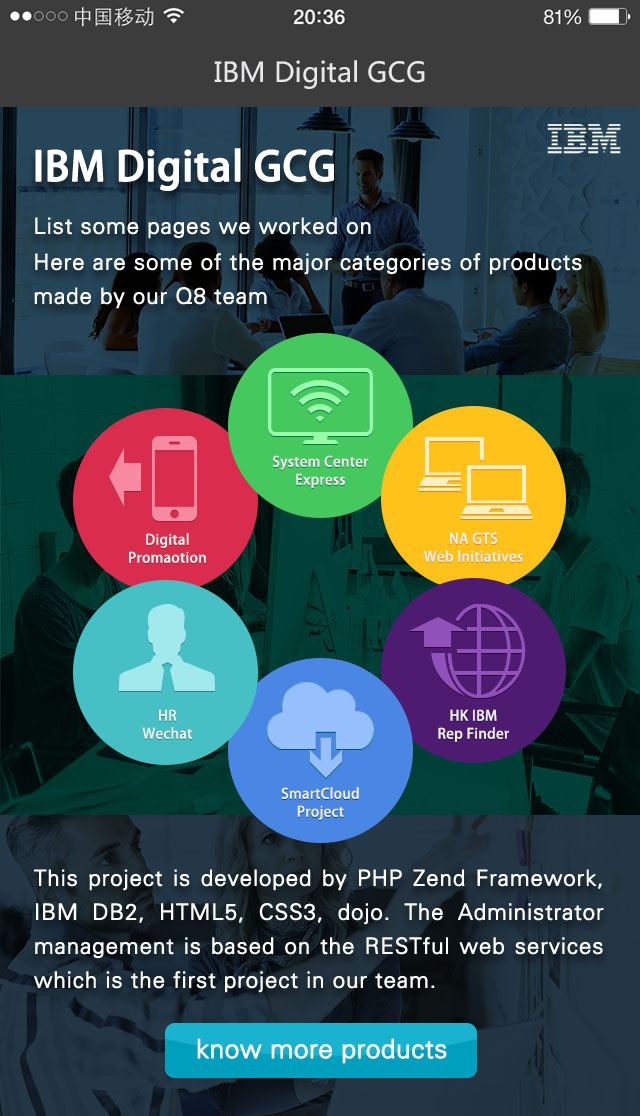 中国移动 20:36 81%
IBM Digital GCG
IBM
IBM Digital GCG
List some pages we worked on
Here are some of the major categories of products
made by our Q8 team
System Center
Express
Digital
Promaotion
NA GTS
Web Initiatives
HR
Wechat
HK IBM
Rep Finder
SmartCloud
Project
This project is developed by PHP Zend Framework,
IBM DB2, HTML5, CSS3, dojo. The Administrator
management is based on the RESTful web services
which is the first project in our team.
know more products